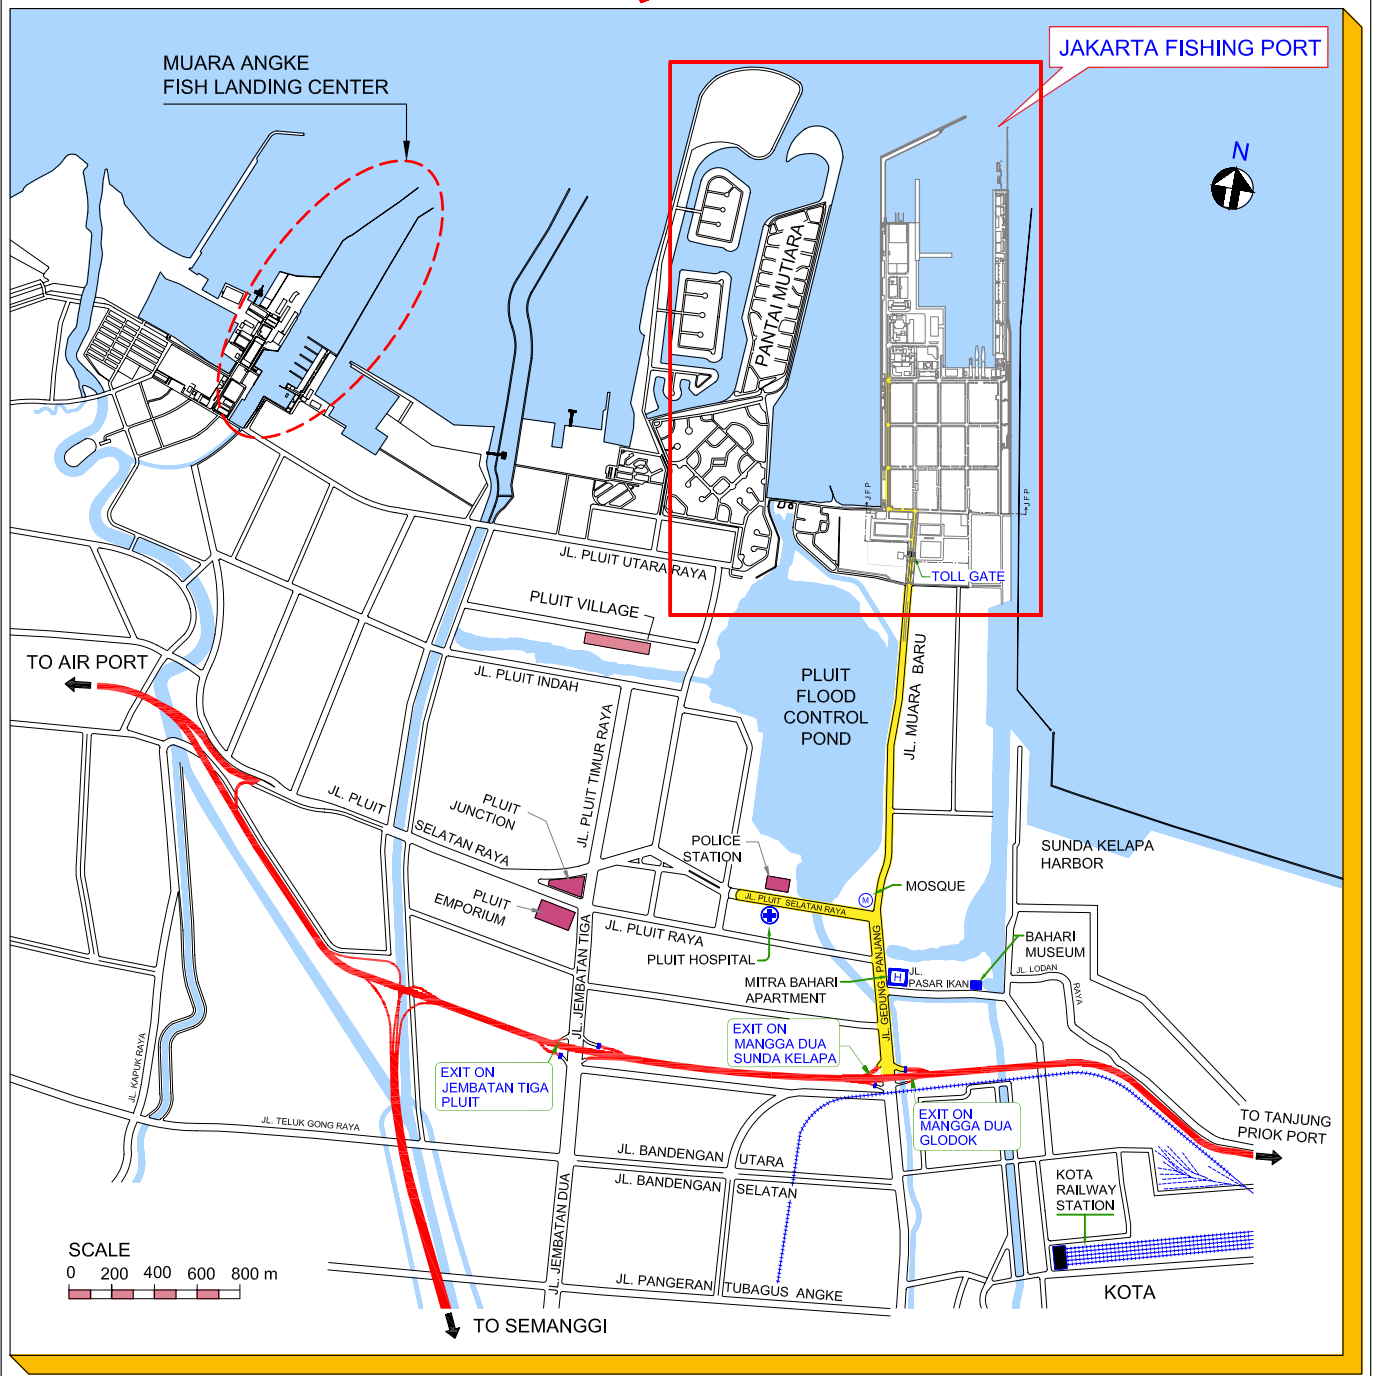 JAKARTA FISHING PORT
MUARA ANGKE
FISH LANDING CENTER
N
PANTAI MUTIARA
J F P
J F P
JL. PLUIT UTARA RAYA
TOLL GATE
PLUIT VILLAGE
TO AIR PORT
JL. PLUIT INDAH
PLUIT
FLOOD
CONTROL
POND
JL. MUARA BARU
JL. PLUIT TIMUR RAYA
JL. PLUIT
SELATAN RAYA
PLUIT
JUNCTION
POLICE
STATION
SUNDA KELAPA
HARBOR
MOSQUE
M
PLUIT
EMPORIUM
JL. PLUIT SELATAN RAYA
JL. PLUIT RAYA
PLUIT HOSPITAL
BAHARI
MUSEUM
JL. LODAN
RAYA
MITRA BAHARI
APARTMENT
H
JL.
PASAR IKAN
JL. GEDUNG PANJANG
JL. JEMBATAN TIGA
EXIT ON
MANGGA DUA
SUNDA KELAPA
EXIT ON
JEMBATAN TIGA
PLUIT
JL. KAPUK RAYA
JL. TELUK GONG RAYA
EXIT ON
MANGGA DUA
GLODOK
TO TANJUNG
PRIOK PORT
JL. BANDENGAN UTARA
JL. BANDENGAN SELATAN
KOTA
RAILWAY
STATION
JL. JEMBATAN DUA
SCALE
0 200 400 600 800 m
JL. PANGERAN TUBAGUS ANGKE
KOTA
TO SEMANGGI